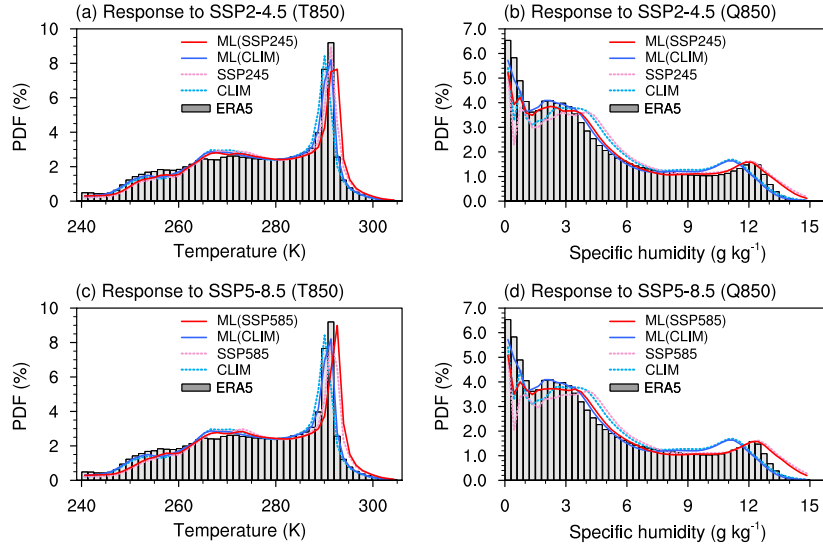 (a) Response to SSP2-4.5 (T850)
PDF (%)
10
8
6
4
2
0
ML(SSP245)
ML(CLIM)
SSP245
CLIM
ERA5
240
260
280
300
Temperature (K)
(b) Response to SSP2-4.5 (Q850)
PDF (%)
7.0
6.0
5.0
4.0
3.0
2.0
1.0
0.0
ML(SSP245)
ML(CLIM)
SSP245
CLIM
ERA5
0
3
6
9
12
15
Specific humidity (g kg⁻¹)
(c) Response to SSP5-8.5 (T850)
PDF (%)
10
8
6
4
2
0
ML(SSP585)
ML(CLIM)
SSP585
CLIM
ERA5
240
260
280
300
Temperature (K)
(d) Response to SSP5-8.5 (Q850)
PDF (%)
7.0
6.0
5.0
4.0
3.0
2.0
1.0
0.0
ML(SSP585)
ML(CLIM)
SSP585
CLIM
ERA5
0
3
6
9
12
15
Specific humidity (g kg⁻¹)